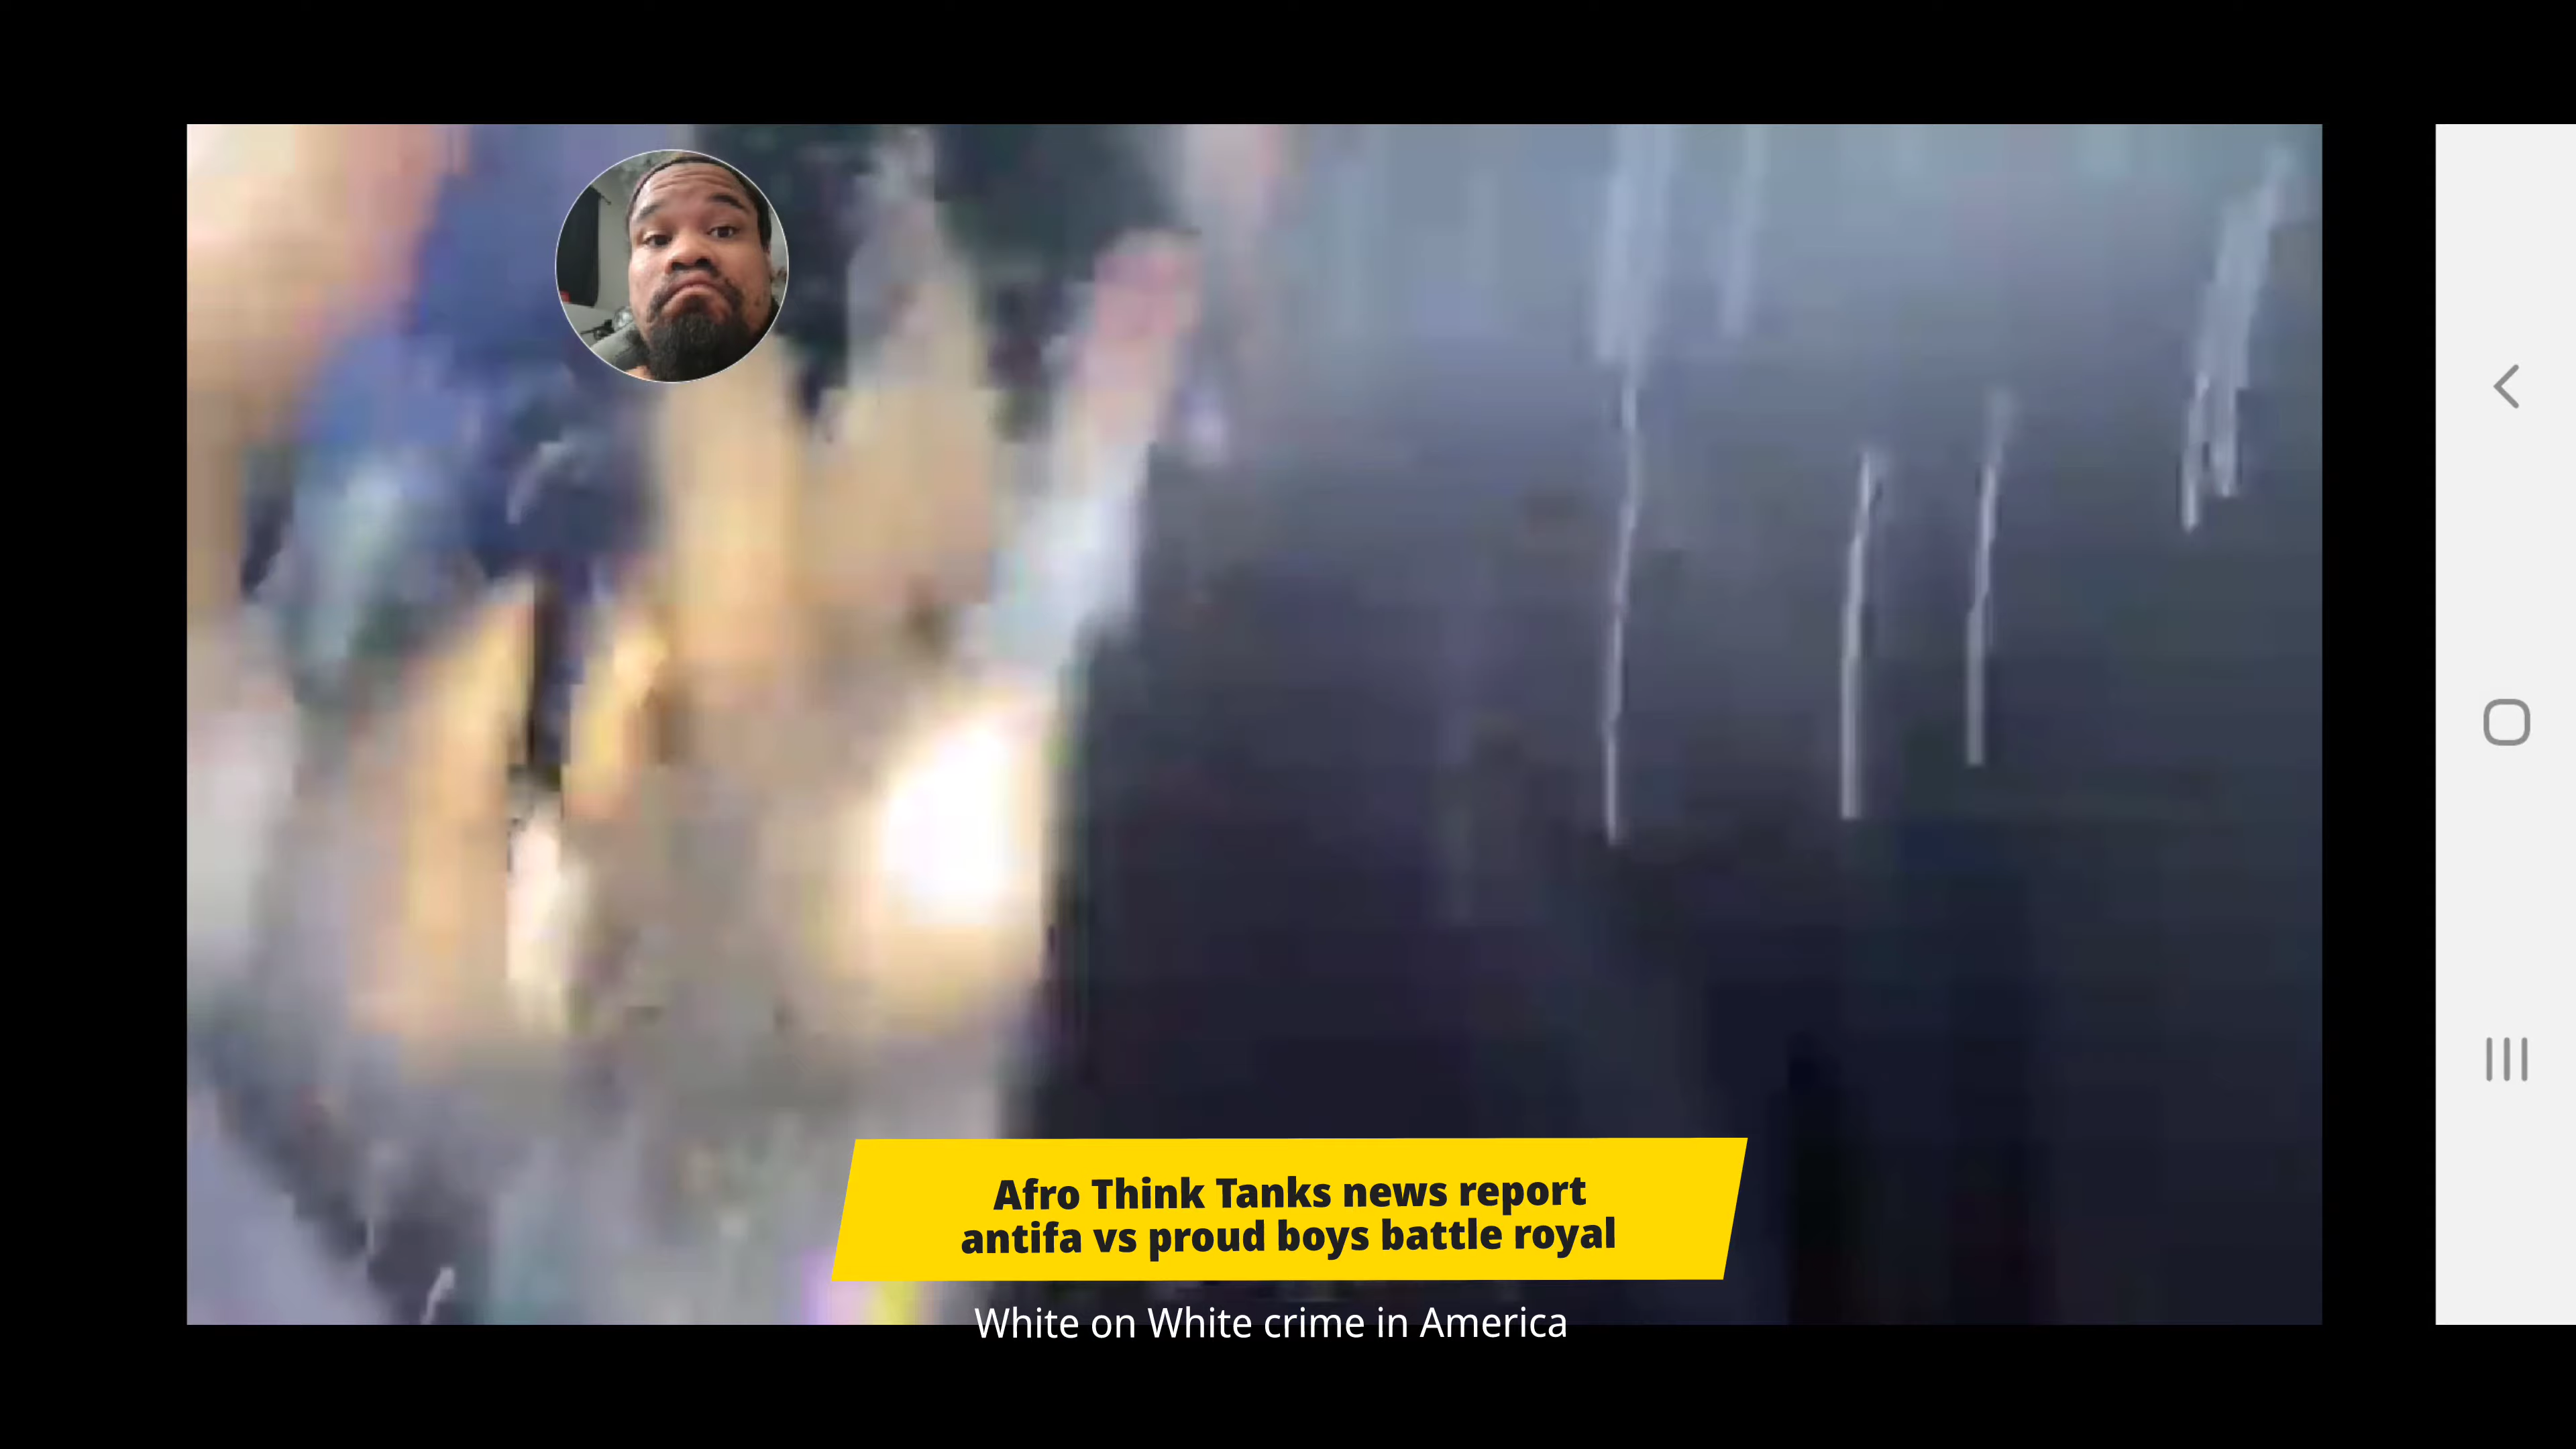 Afro Think Tanks news report
antifa vs proud boys battle royal
White on White crime in America